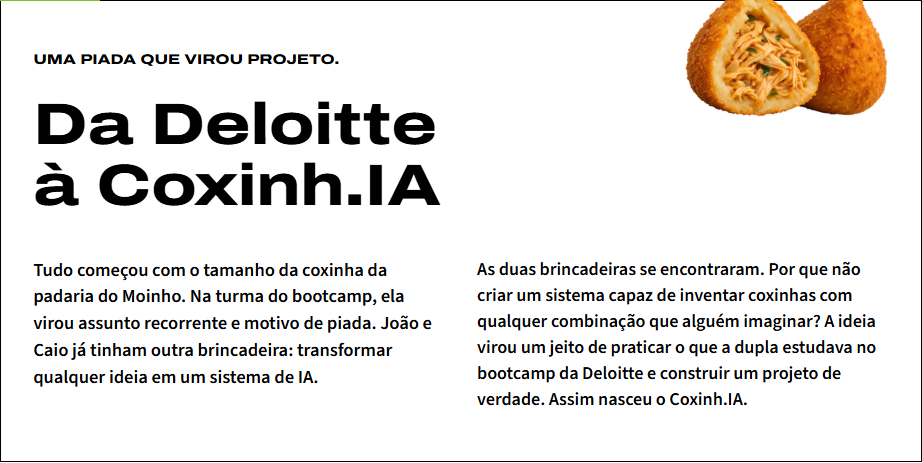 UMA PIADA QUE VIROU PROJETO.
Da Deloitte
à Coxinh.IA
Tudo começou com o tamanho da coxinha da
padaria do Moinho. Na turma do bootcamp, ela
virou assunto recorrente e motivo de piada. João e
Caio já tinham outra brincadeira: transformar
qualquer ideia em um sistema de IA.
As duas brincadeiras se encontraram. Por que não
criar um sistema capaz de inventar coxinhas com
qualquer combinação que alguém imaginar? A ideia
virou um jeito de praticar o que a dupla estudava no
bootcamp da Deloitte e construir um projeto de
verdade. Assim nasceu o Coxinh.IA.